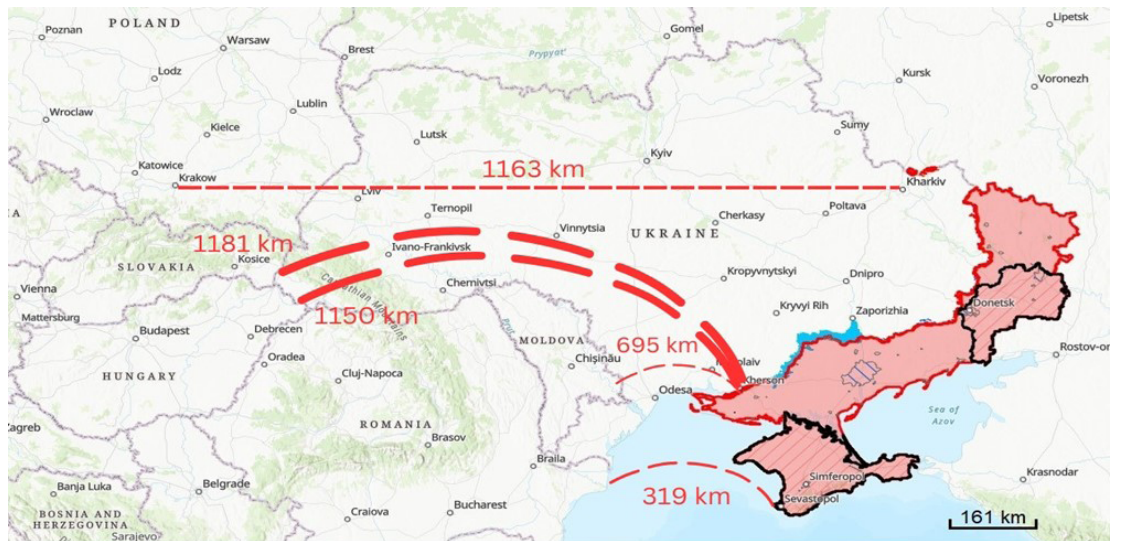 POLAND
Lipetsk
Poznan
Gomel
Warsaw
Brest
Prypyat'
Lodz
Kursk
Voronezh
Lublin
Wroclaw
Kielce
Lutsk
Sumy
Kyiv
Katowice
1163 km
Krakow
Kharkiv
Lviv
Ternopil
Poltava
Cherkasy
Vinnytsia
UKRAINE
1181 km
Ivano-Frankivsk
Kosice
SLOVAKIA
Kropyvnytskyi
Dnipro
Carpathian Mountains
Chernivtsi
Vienna
Donetsk
Kryvyi Rih
Zaporizhia
Mattersburg
1150 km
Budapest
Debrecen
Prut
MOLDOVA
695 km
Rostov-on
Oradea
Chișinău
HUNGARY
Cluj-Napoca
Kherson
Odesa
Sea of
Azov
Zagreb
ROMANIA
Brasov
Braila
Krasnodar
Simferopol
Banja Luka
Belgrade
319 km
Sevastopol
Bucharest
Craiova
BOSNIA AND
HERZEGOVINA
161 km
Sarajevo